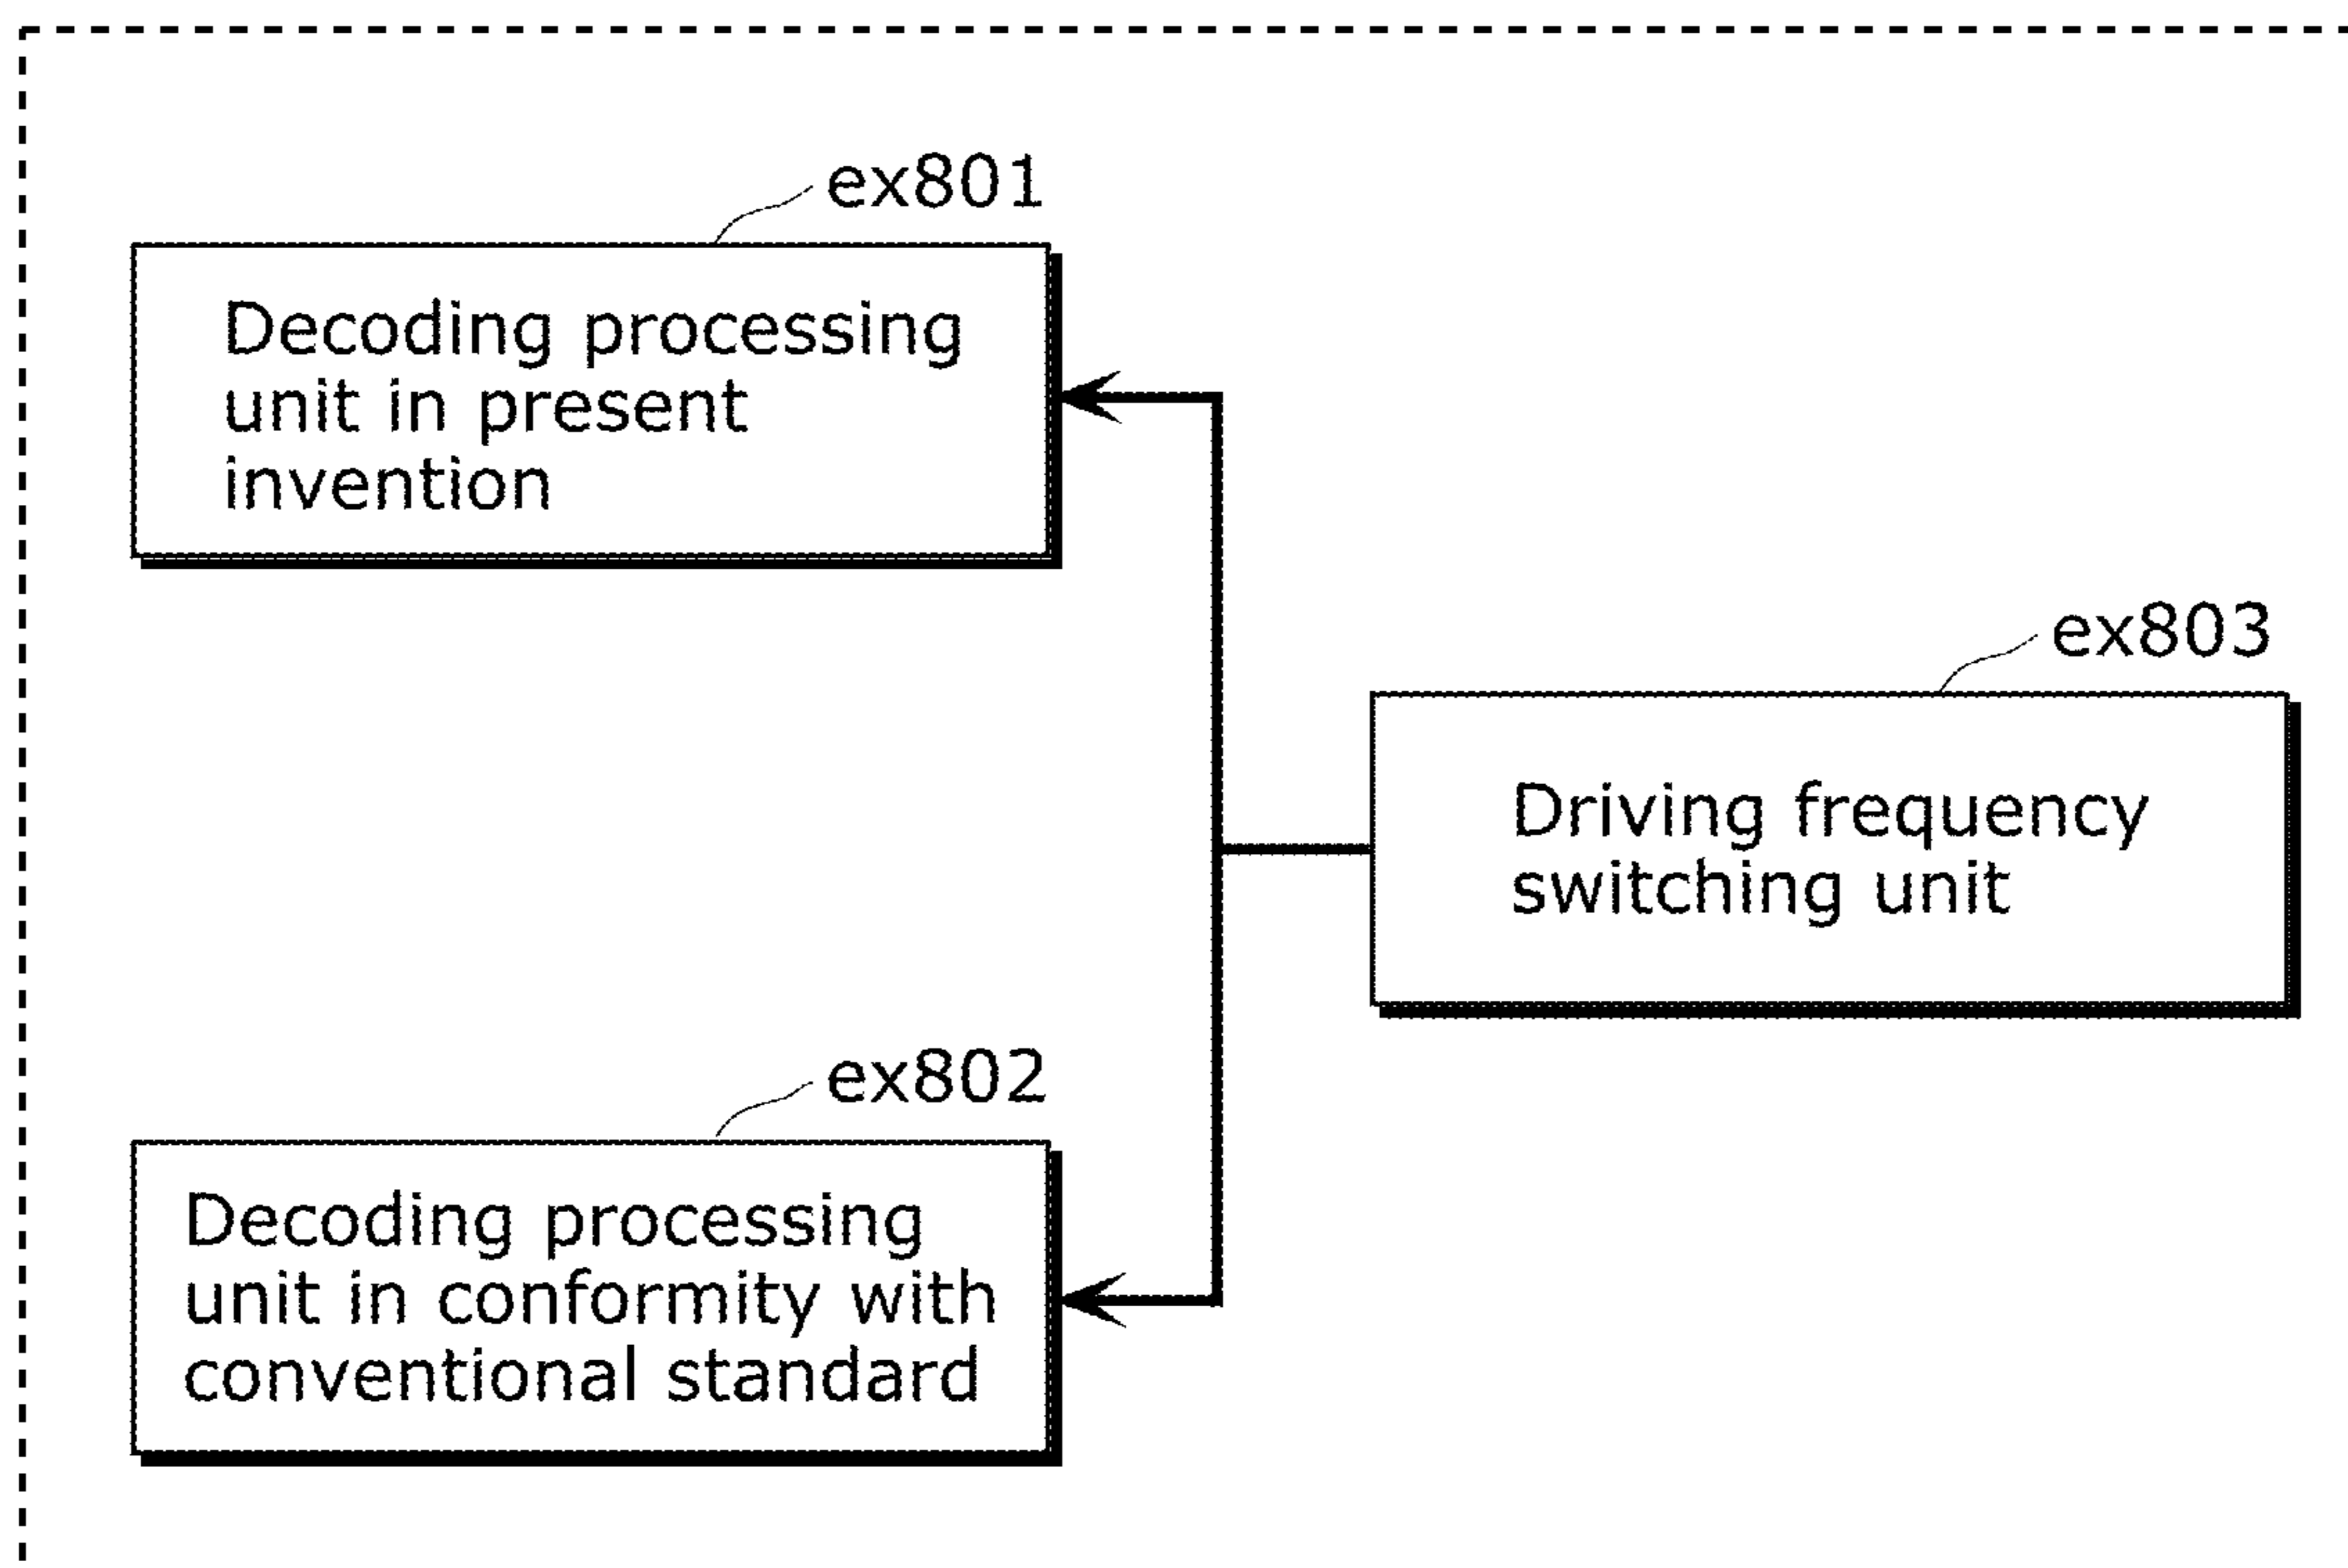 ex801
Decoding processing
unit in present
invention
ex803
Driving frequency
switching unit
ex802
Decoding processing
unit in conformity with
conventional standard